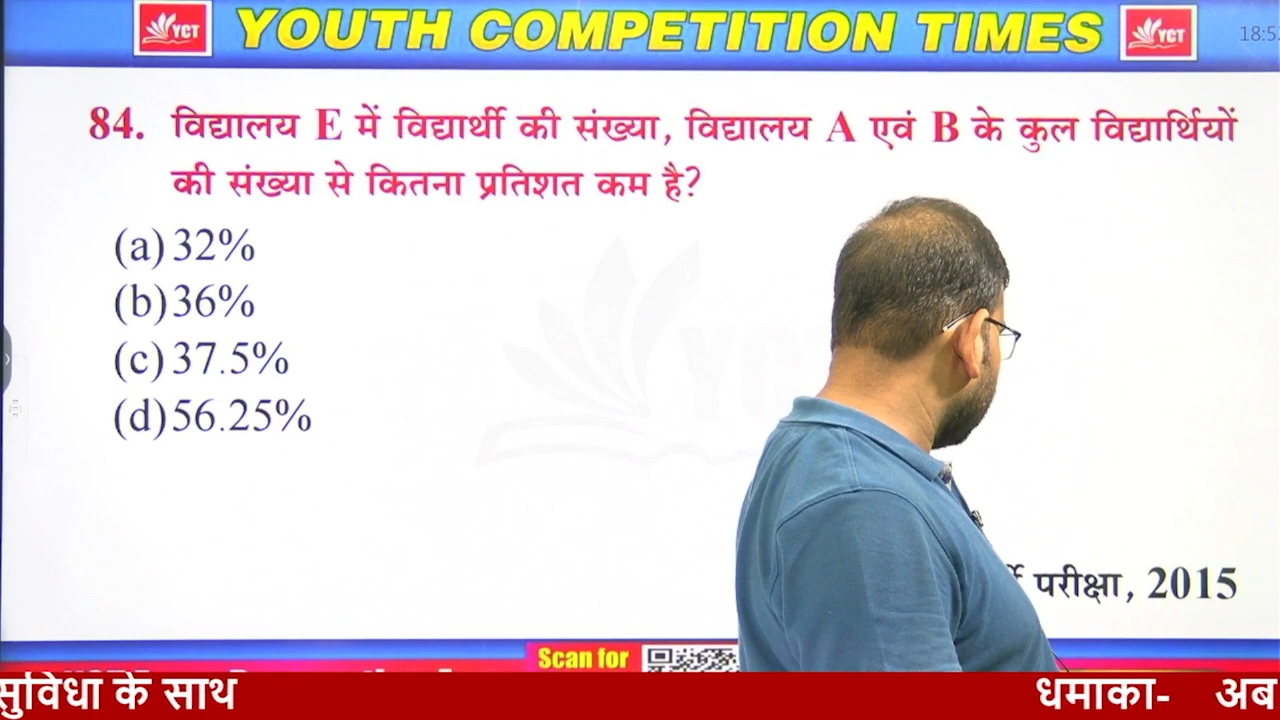 YCT YOUTH COMPETITION TIMES YCT
84. विद्यालय E में विद्यार्थी की संख्या, विद्यालय A एवं B के कुल विद्यार्थियों
की संख्या से कितना प्रतिशत कम है?
(a) 32%
(b) 36%
(c) 37.5%
(d) 56.25%
YCT
परीक्षा, 2015
Scan for
सुविधा के साथ धमाका- अब